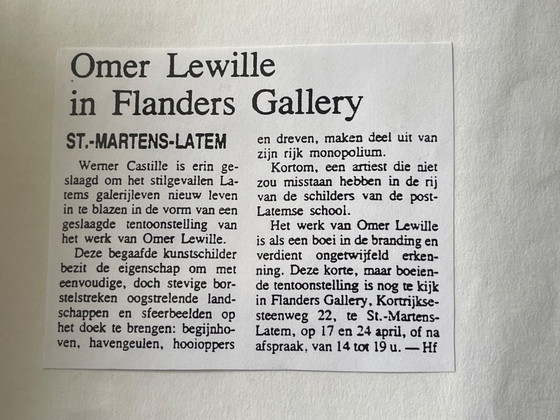 Omer Lewille
in Flanders Gallery
ST.-MARTENS-LATEM
Werner Castille is erin ge-
slaagd om het stilgevallen La-
tems galerijleven nieuw leven
in te blazen in de vorm van een
geslaagde tentoonstelling van
het werk van Omer Lewille.
Deze begaafde kunstschilder
bezit de eigenschap om met
eenvoudige, doch stevige bor-
stelstreken oogstrelende land-
schappen en sfeerbeelden op
het doek te brengen: begijnho-
ven, havengeulen, hooioppers
en dreven, maken deel uit van
zijn rijk monopolium.
Kortom, een artiest die niet
zou misstaan hebben in de rij
van de schilders van de post-
Latemse school.
Het werk van Omer Lewille
is als een boei in de branding en
verdient ongetwijfeld erken-
ning. Deze korte, maar boeien-
de tentoonstelling is nog te kijk
in Flanders Gallery, Kortrijkse-
steenweg 22, te St.-Martens-
Latem, op 17 en 24 april, of na
afspraak, van 14 tot 19 u. — Hf